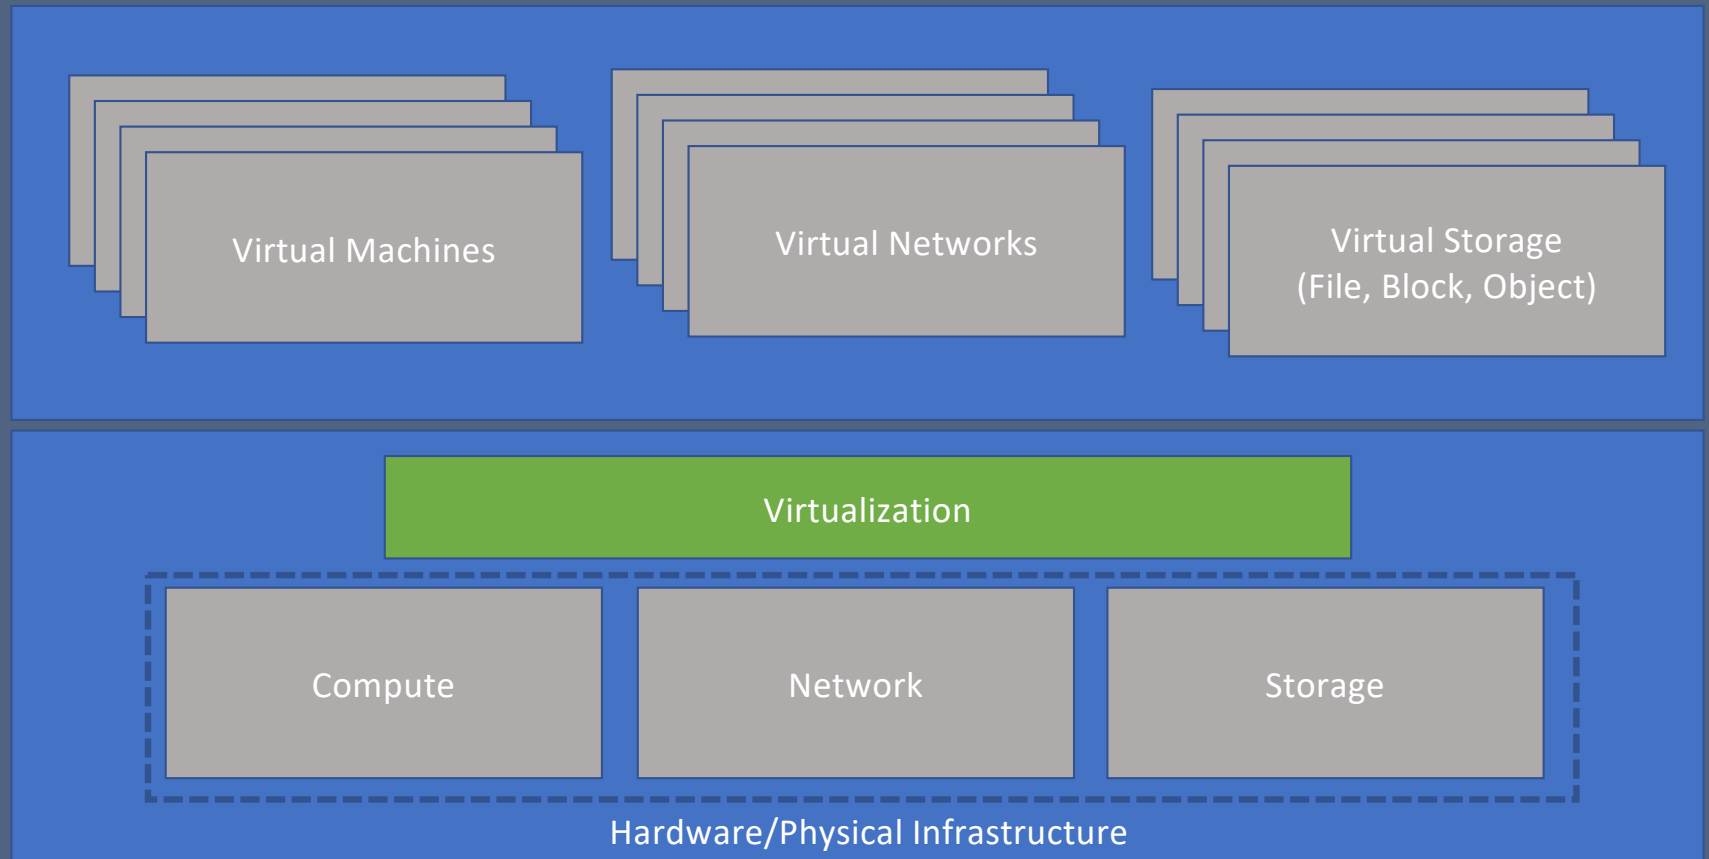 Virtual Machines
Virtual Networks
Virtual Storage
(File, Block, Object)
Virtualization
Compute
Network
Storage
Hardware/Physical Infrastructure